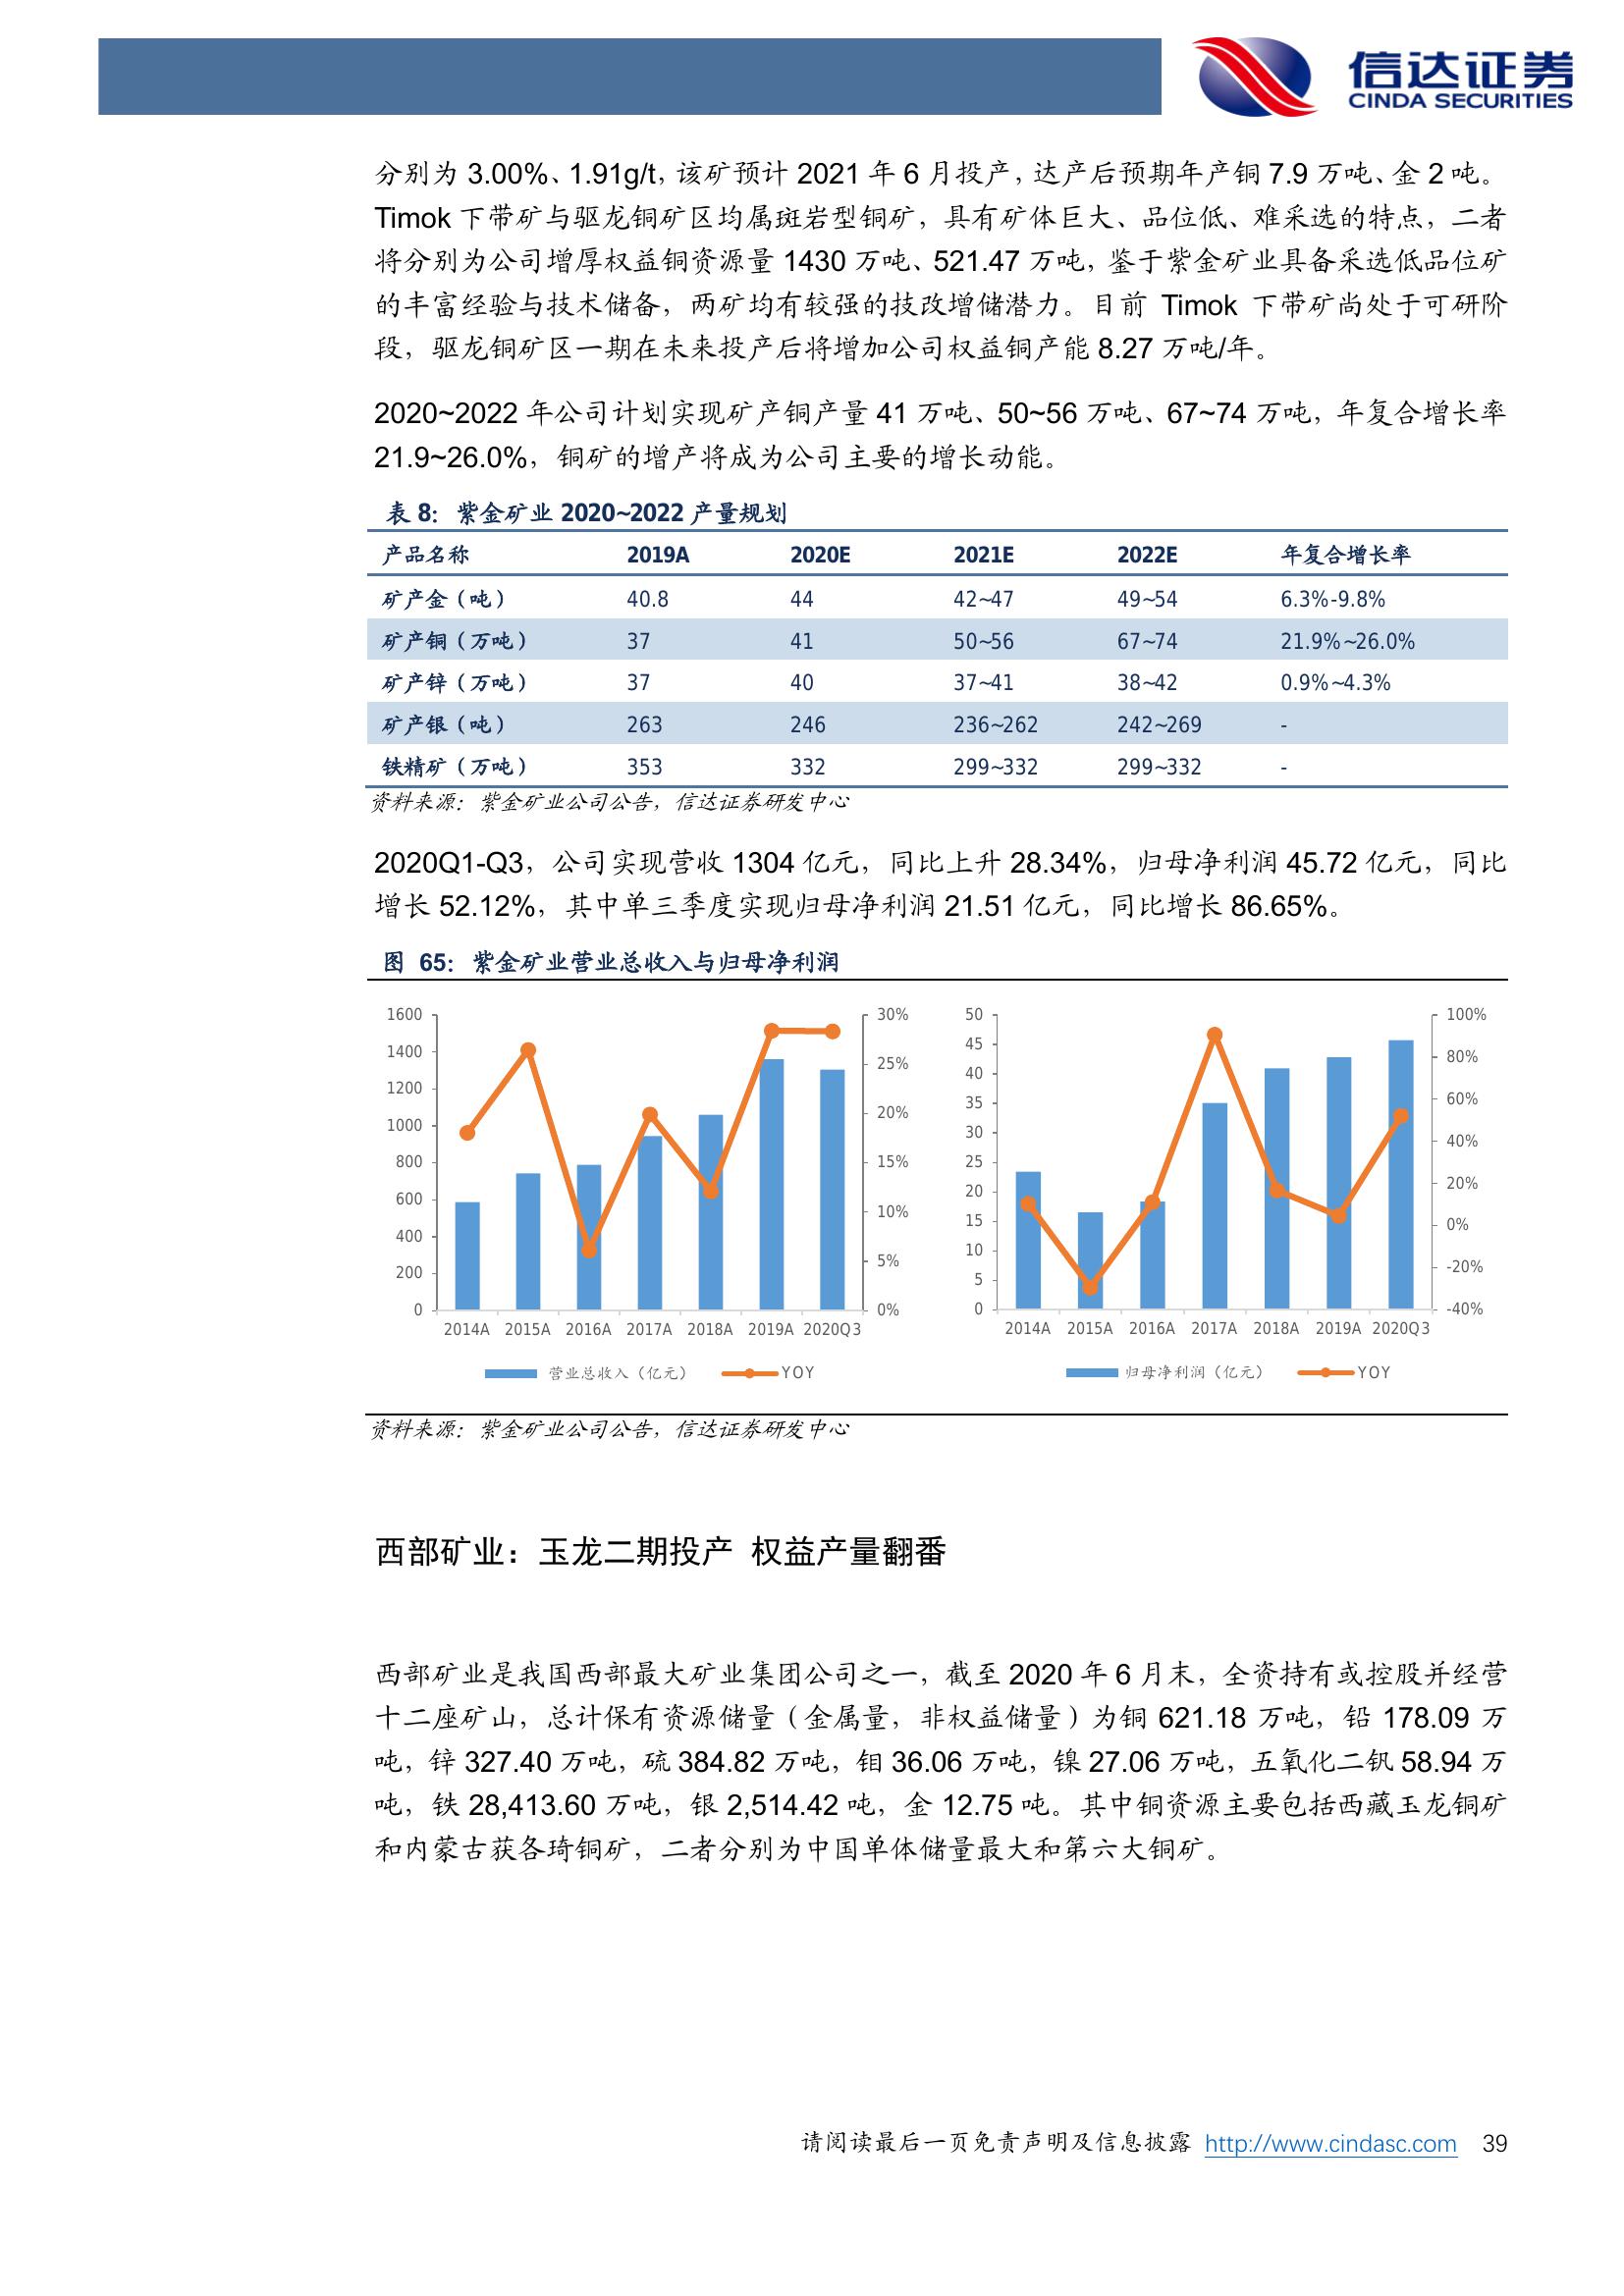 信达证券
CINDA SECURITIES
分别为 3.00%、1.91g/t，该矿预计 2021 年 6 月投产，达产后预期年产铜 7.9 万吨、金 2 吨。
Timok 下带矿与驱龙铜矿区均属斑岩型铜矿，具有矿体巨大、品位低、难采选的特点，二者
将分别为公司增厚权益铜资源量 1430 万吨、521.47 万吨，鉴于紫金矿业具备采选低品位矿
的丰富经验与技术储备，两矿均有较强的技改增储潜力。目前 Timok 下带矿尚处于可研阶
段，驱龙铜矿区一期在未来投产后将增加公司权益铜产能 8.27 万吨/年。
2020~2022 年公司计划实现矿产铜产量 41 万吨、50~56 万吨、67~74 万吨，年复合增长率
21.9~26.0%，铜矿的增产将成为公司主要的增长动能。
表 8：紫金矿业 2020~2022 产量规划
产品名称 2019A 2020E 2021E 2022E 年复合增长率
矿产金（吨） 40.8 44 42~47 49~54 6.3%-9.8%
矿产铜（万吨） 37 41 50~56 67~74 21.9%~26.0%
矿产锌（万吨） 37 40 37~41 38~42 0.9%~4.3%
矿产银（吨） 263 246 236~262 242~269 -
铁精矿（万吨） 353 332 299~332 299~332 -
资料来源：紫金矿业公司公告，信达证券研发中心
2020Q1-Q3，公司实现营收 1304 亿元，同比上升 28.34%，归母净利润 45.72 亿元，同比
增长 52.12%，其中单三季度实现归母净利润 21.51 亿元，同比增长 86.65%。
图 65：紫金矿业营业总收入与归母净利润
1600 30%
1400 25%
1200 20%
1000 15%
800 10%
600 5%
400 0%
200
0
2014A 2015A 2016A 2017A 2018A 2019A 2020Q3
营业总收入（亿元） YOY
50 100%
45 80%
40 60%
35 40%
30 20%
25 0%
20 -20%
15 -40%
10
5
0
2014A 2015A 2016A 2017A 2018A 2019A 2020Q3
归母净利润（亿元） YOY
资料来源：紫金矿业公司公告，信达证券研发中心
西部矿业：玉龙二期投产 权益产量翻番
西部矿业是我国西部最大矿业集团公司之一，截至 2020 年 6 月末，全资持有或控股并经营
十二座矿山，总计保有资源储量（金属量，非权益储量）为铜 621.18 万吨，铅 178.09 万
吨，锌 327.40 万吨，硫 384.82 万吨，钼 36.06 万吨，镍 27.06 万吨，五氧化二钒 58.94 万
吨，铁 28,413.60 万吨，银 2,514.42 吨，金 12.75 吨。其中铜资源主要包括西藏玉龙铜矿
和内蒙古获各琦铜矿，二者分别为中国单体储量最大和第六大铜矿。
请阅读最后一页免责声明及信息披露 http://www.cindasc.com 39